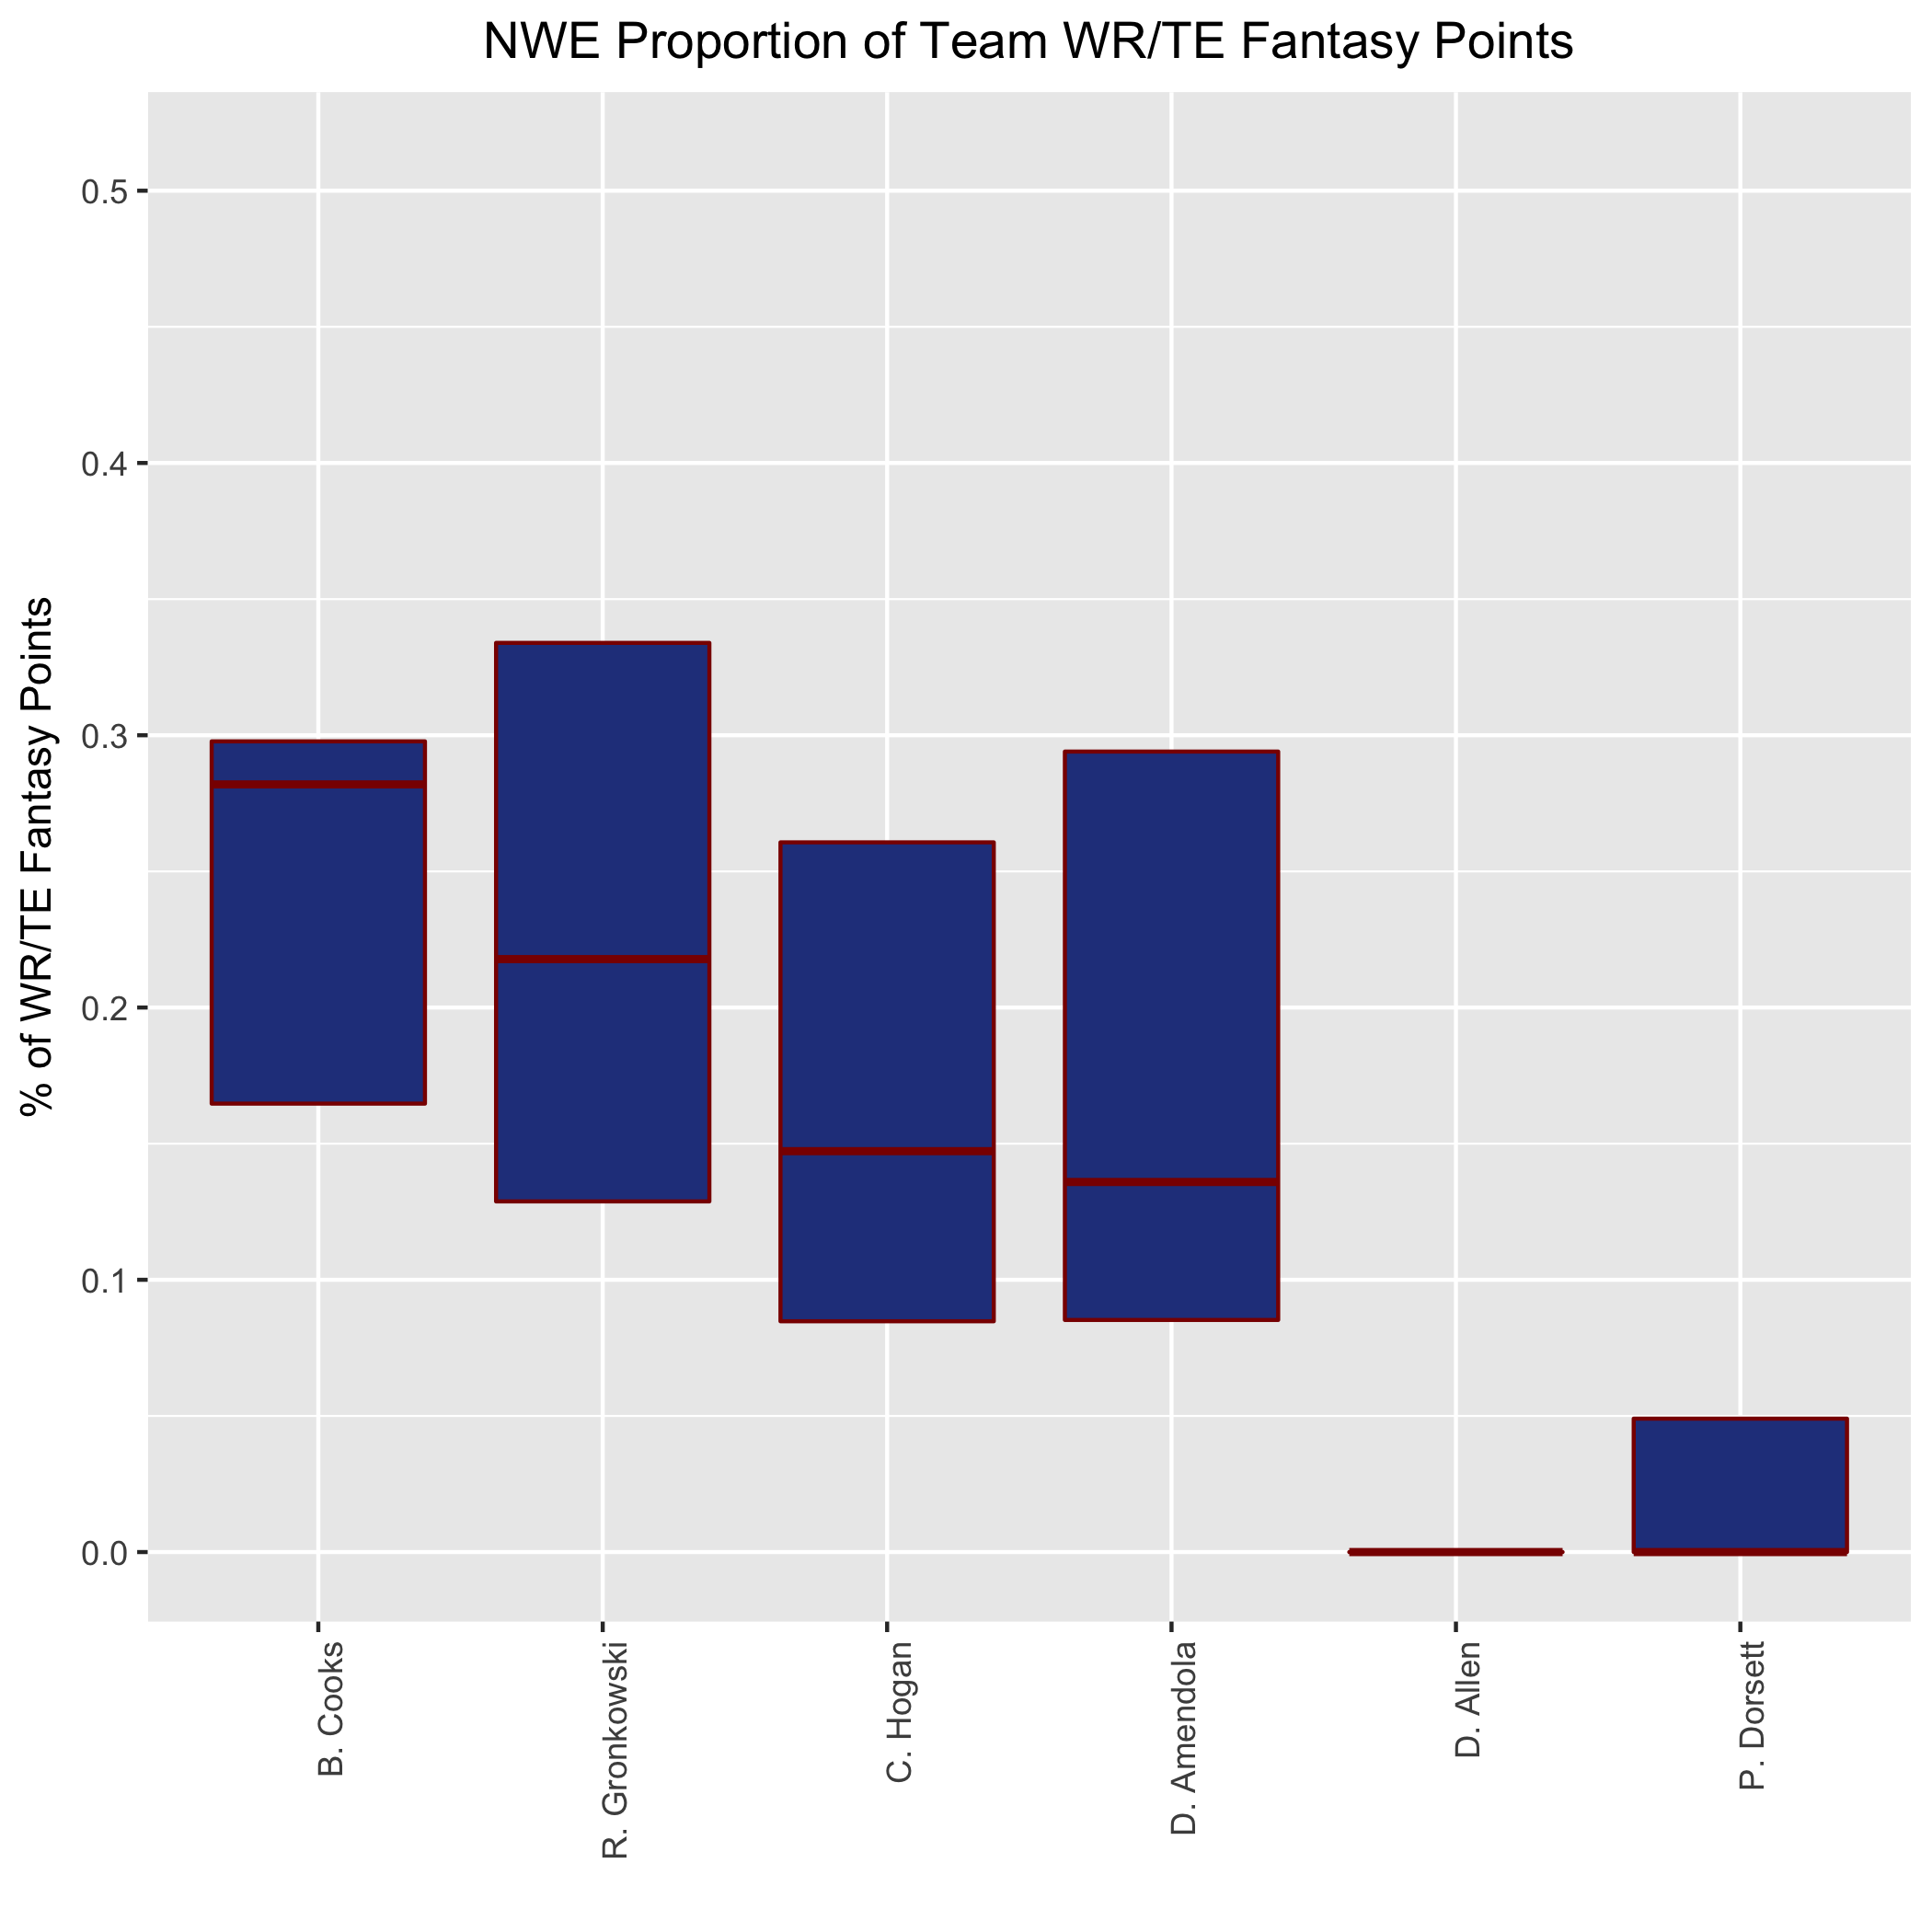 NWE Proportion of Team WR/TE Fantasy Points
% of WR/TE Fantasy Points
0.5
0.4
0.3
0.2
0.1
0.0
B. Cooks
R. Gronkowski
C. Hogan
D. Amendola
D. Allen
P. Dorsett